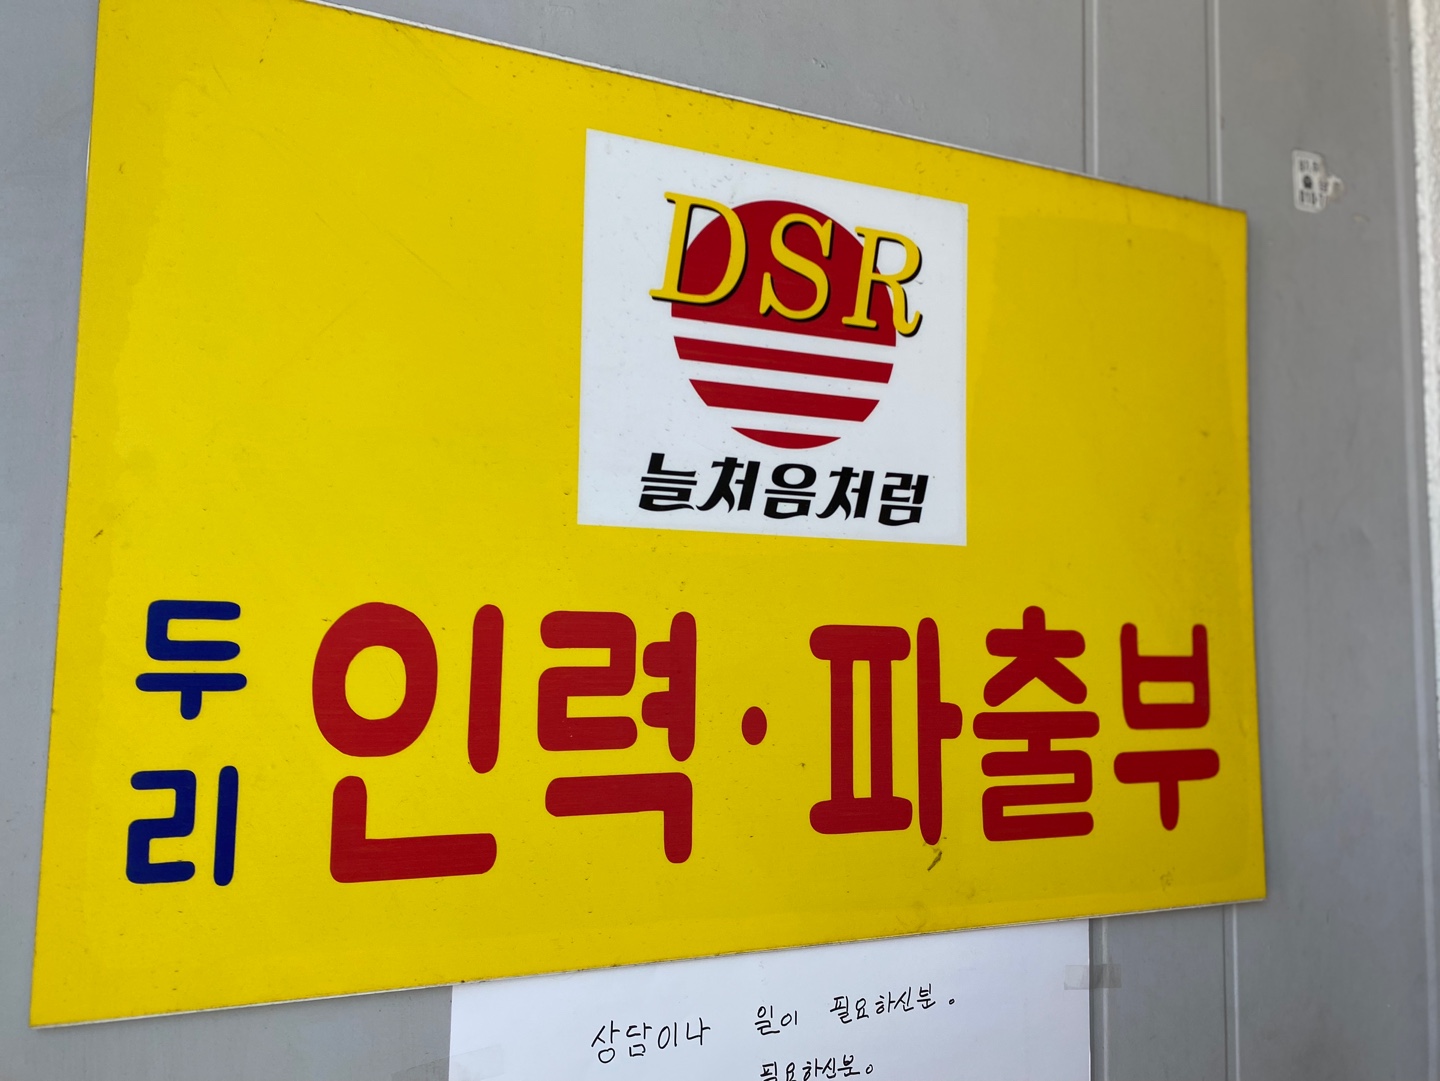 DSR
늘처음처럼
두리 인력·파출부
상담이나 일이 필요하신분。
필요하신분。